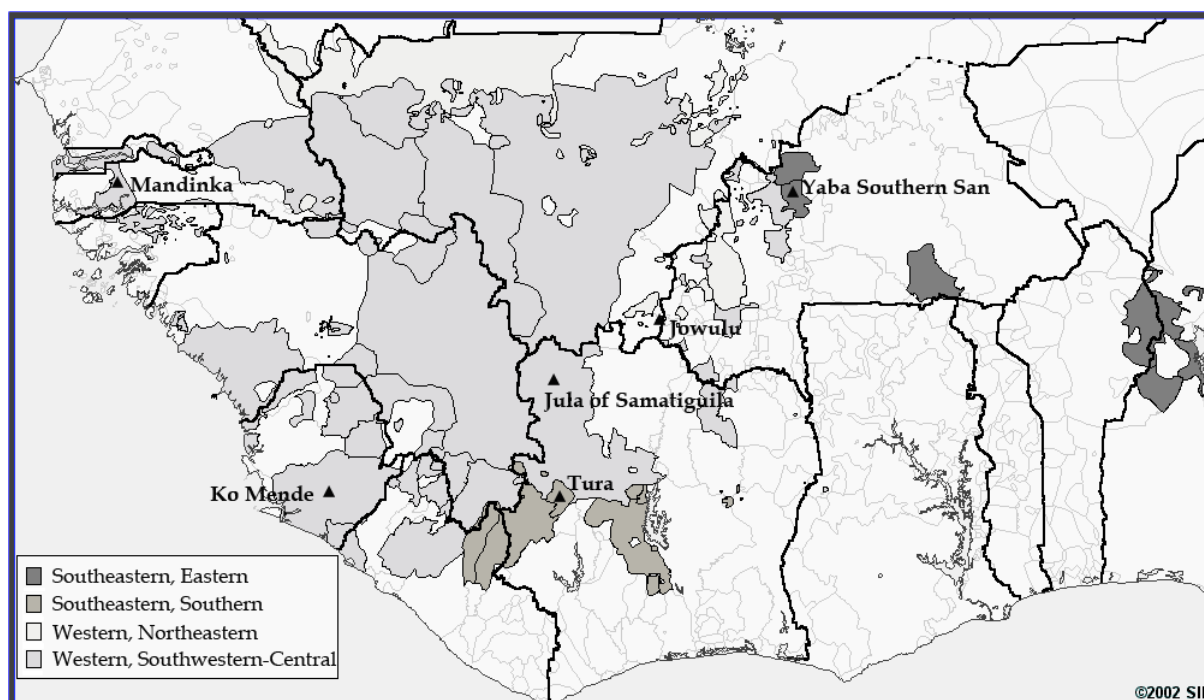 Mandinka
Yaba Southern San
Jowulu
Jula of Samatiguila
Tura
Ko Mende
Southeastern, Eastern
Southeastern, Southern
Western, Northeastern
Western, Southwestern-Central
©2002